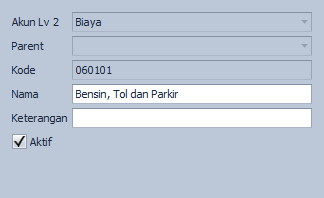 Akun Lv 2 Biaya
Parent
Kode 060101
Nama Bensin, Tol dan Parkir
Keterangan
Aktif